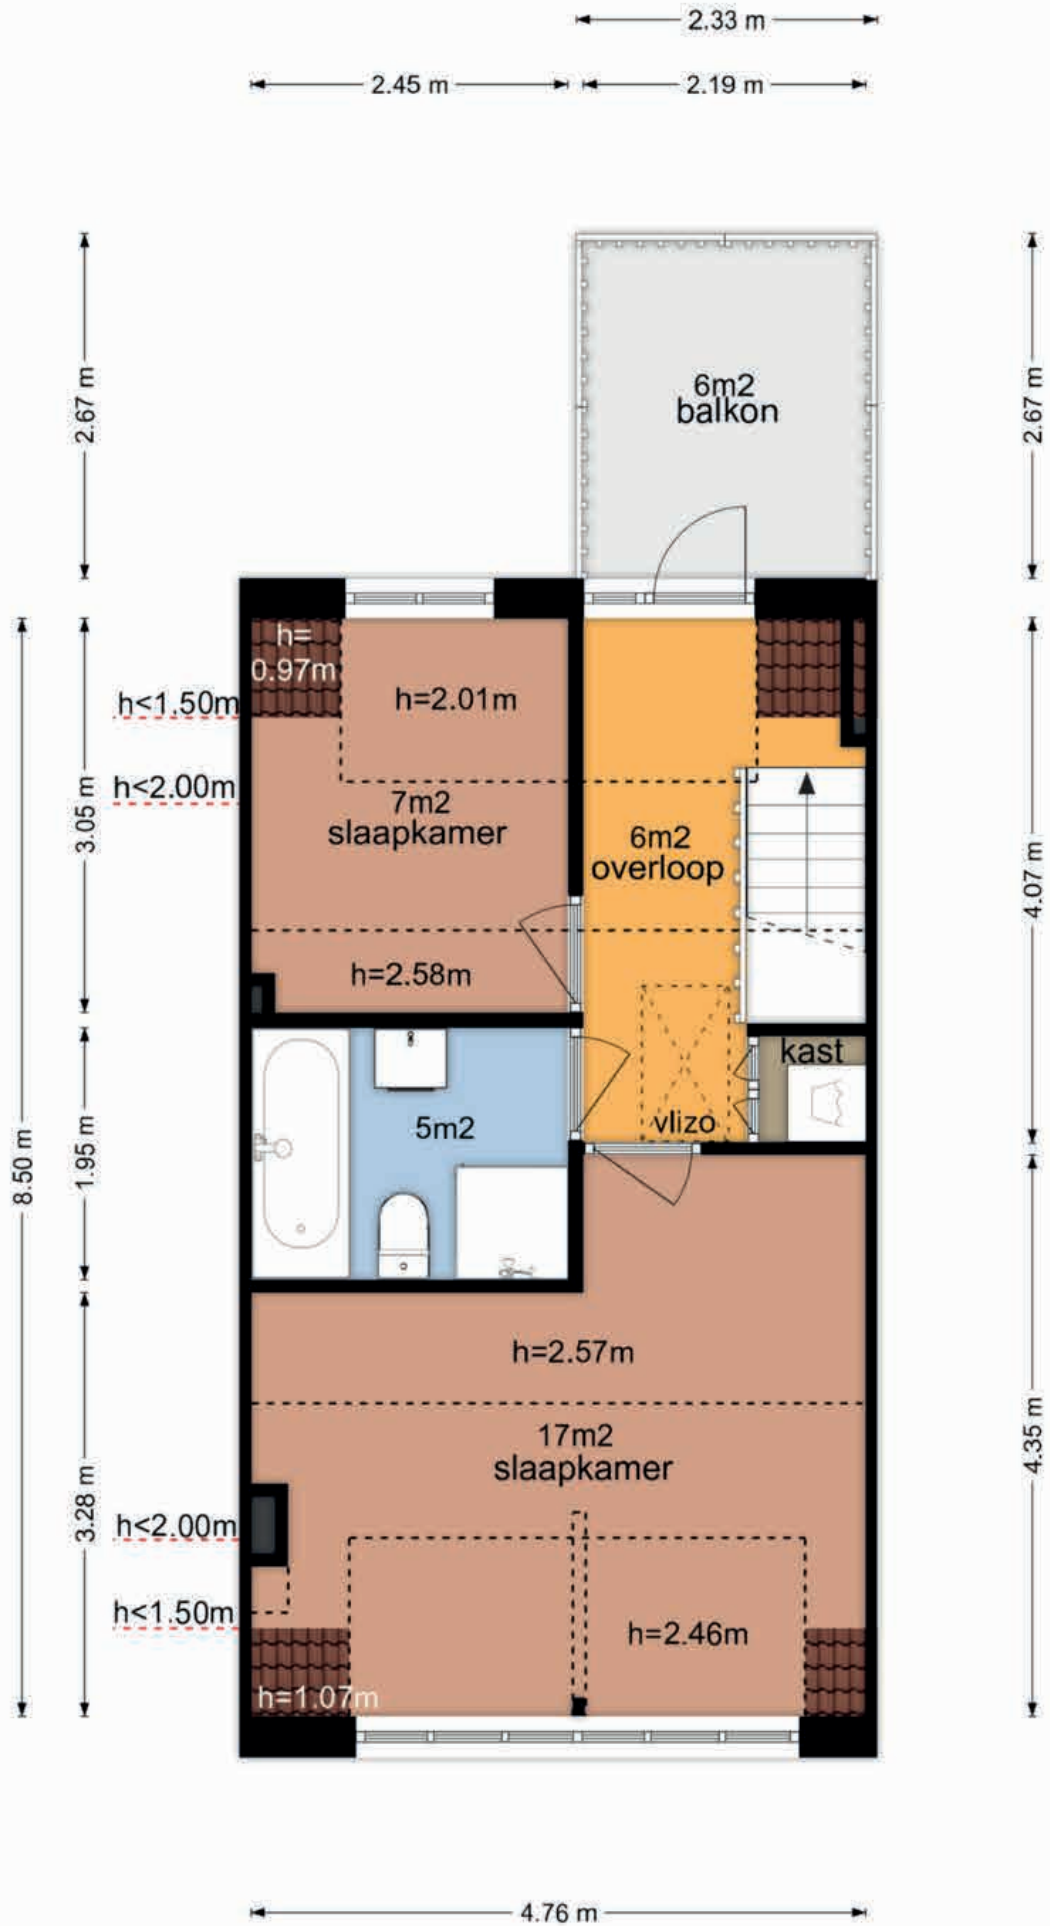 2.33 m
2.45 m
2.19 m
2.67 m
2.67 m
6m2
balkon
h=
0.97m
h=2.01m
h<1.50m
h<2.00m
3.05 m
7m2
slaapkamer
6m2
overloop
4.07 m
h=2.58m
kast
5m2
vlizo
8.50 m
1.95 m
h=2.57m
17m2
slaapkamer
4.35 m
3.28 m
h<2.00m
h<1.50m
h=2.46m
h=1.07m
4.76 m